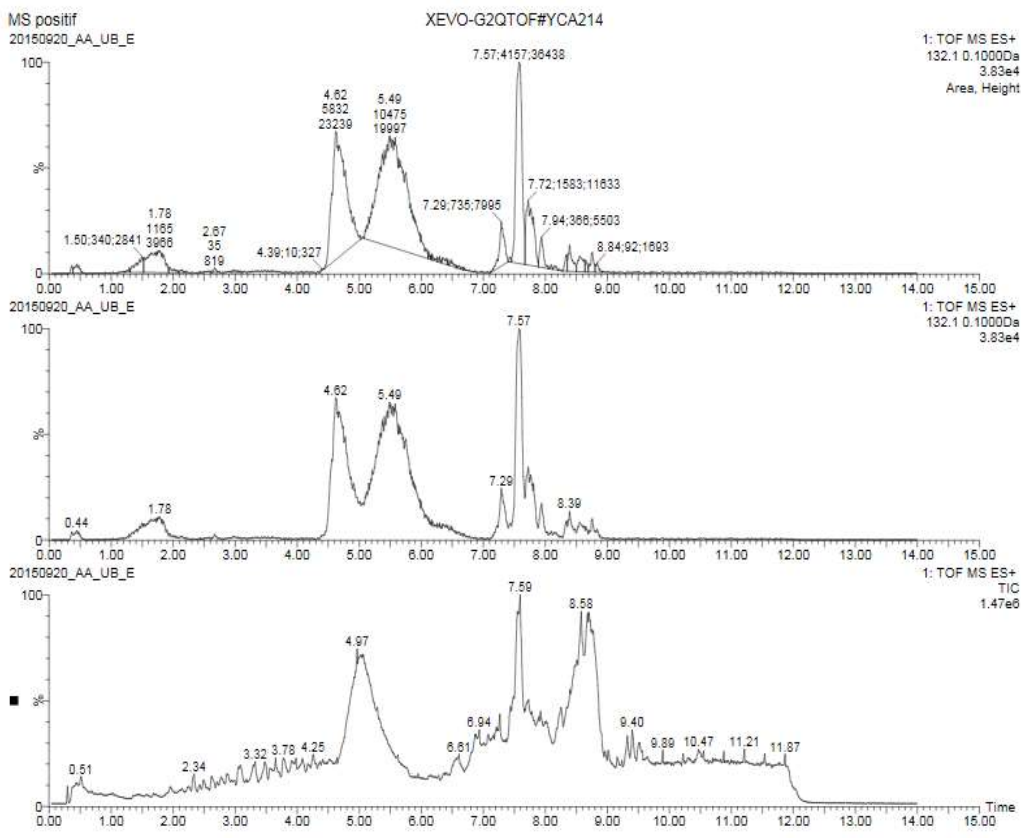 MS positif
XEVO-G2QTOF#YCA214
20150920_AA_UB_E
1: TOF MS ES+
132.1 0.1000Da
3.83e4
Area, Height
7.57;4157;36438
4.62
5832
23239
5.49
10475
19997
7.72;1583;11633
7.29;735;7995
7.94;366;5503
1.78
1165
3966
1.50;340;2841
2.67
35
819
4.39;10;327
8.84;92;1693
100
%
0
0.00 1.00 2.00 3.00 4.00 5.00 6.00 7.00 8.00 9.00 10.00 11.00 12.00 13.00 14.00 15.00
20150920_AA_UB_E
1: TOF MS ES+
132.1 0.1000Da
3.83e4
7.57
4.62
5.49
7.29
8.39
0.44
1.78
100
%
0
0.00 1.00 2.00 3.00 4.00 5.00 6.00 7.00 8.00 9.00 10.00 11.00 12.00 13.00 14.00 15.00
20150920_AA_UB_E
1: TOF MS ES+
TIC
1.47e6
7.59
8.58
4.97
6.94
9.40
6.61
9.89
10.47
11.21
11.87
0.51
2.34
3.32
3.78
4.25
100
%
0
Time
0.00 1.00 2.00 3.00 4.00 5.00 6.00 7.00 8.00 9.00 10.00 11.00 12.00 13.00 14.00 15.00